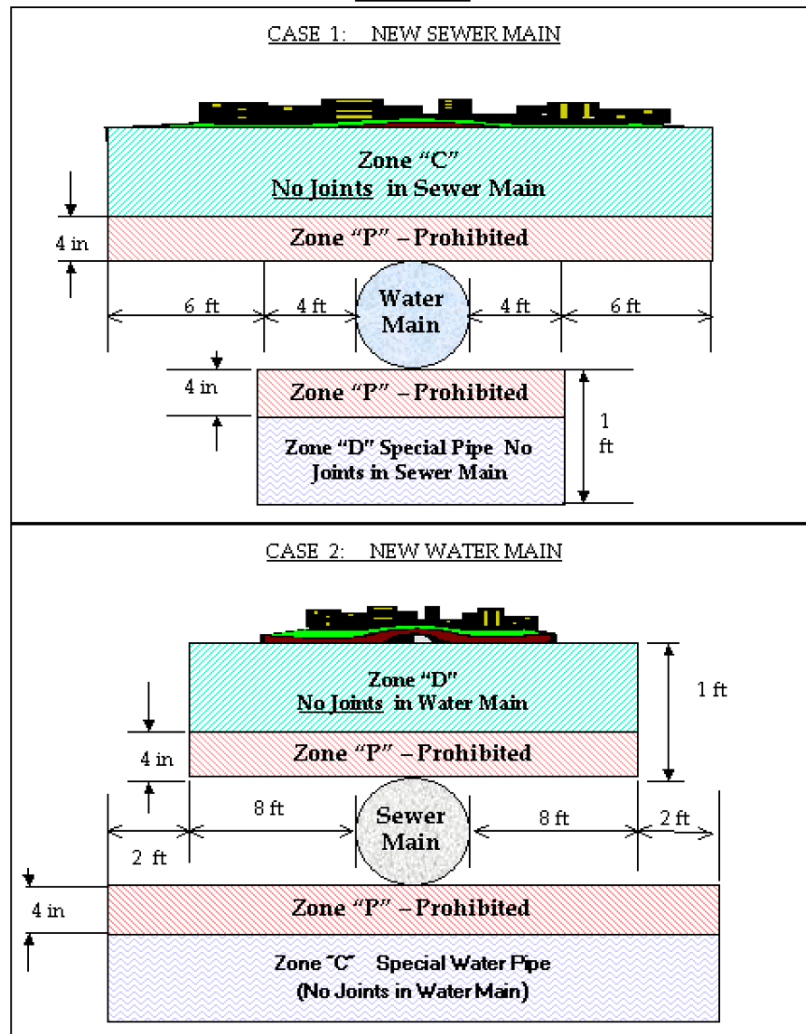 CASE 1: NEW SEWER MAIN
Zone “C”
No Joints in Sewer Main
Zone “P” – Prohibited
4 in
6 ft
4 ft
Water
Main
4 ft
6 ft
4 in
Zone “P” – Prohibited
1
ft
Zone “D” Special Pipe No
Joints in Sewer Main
CASE 2: NEW WATER MAIN
Zone “D”
No Joints in Water Main
1 ft
4 in
Zone “P” – Prohibited
2 ft
8 ft
Sewer
Main
8 ft
2 ft
4 in
Zone “P” – Prohibited
Zone "C" Special Water Pipe
(No Joints in Water Main)